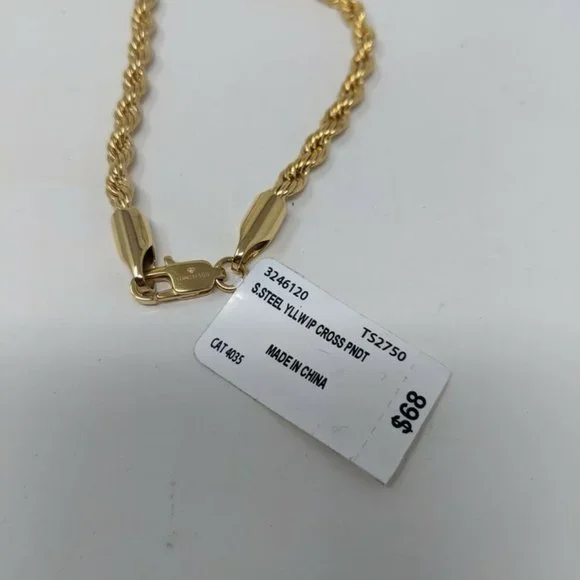 3246120
TS2750
S.STEEL YLLW IP CROSS PNDT
CAT 4035
MADE IN CHINA
$68